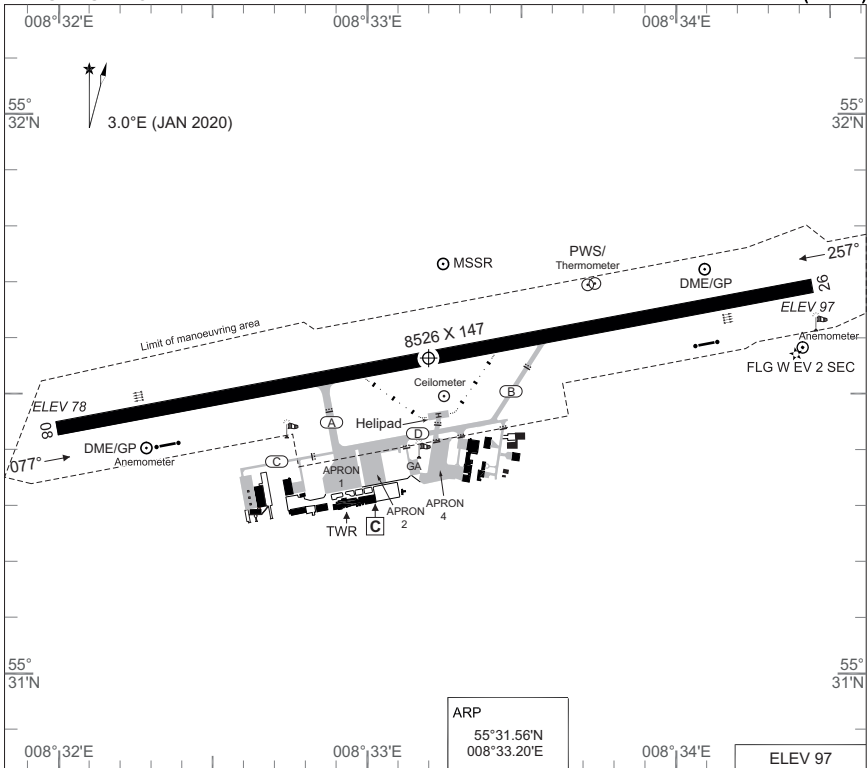 008°32'E
008°33'E
008°34'E
55°
32'N
55°
32'N
3.0°E (JAN 2020)
257°
PWS/
Thermometer
MSSR
DME/GP
26
ELEV 97
Limit of manoeuvring area
8526 X 147
Anemometer
FLG W EV 2 SEC
Ceilometer
B
ELEV 78
08
A
Helipad
H
D
DME/GP
Anemometer
077°
C
GA
APRON
1
APRON
2
APRON
4
TWR
C
55°
31'N
55°
31'N
ARP
55°31.56'N
008°33.20'E
008°32'E
008°33'E
008°34'E
ELEV 97